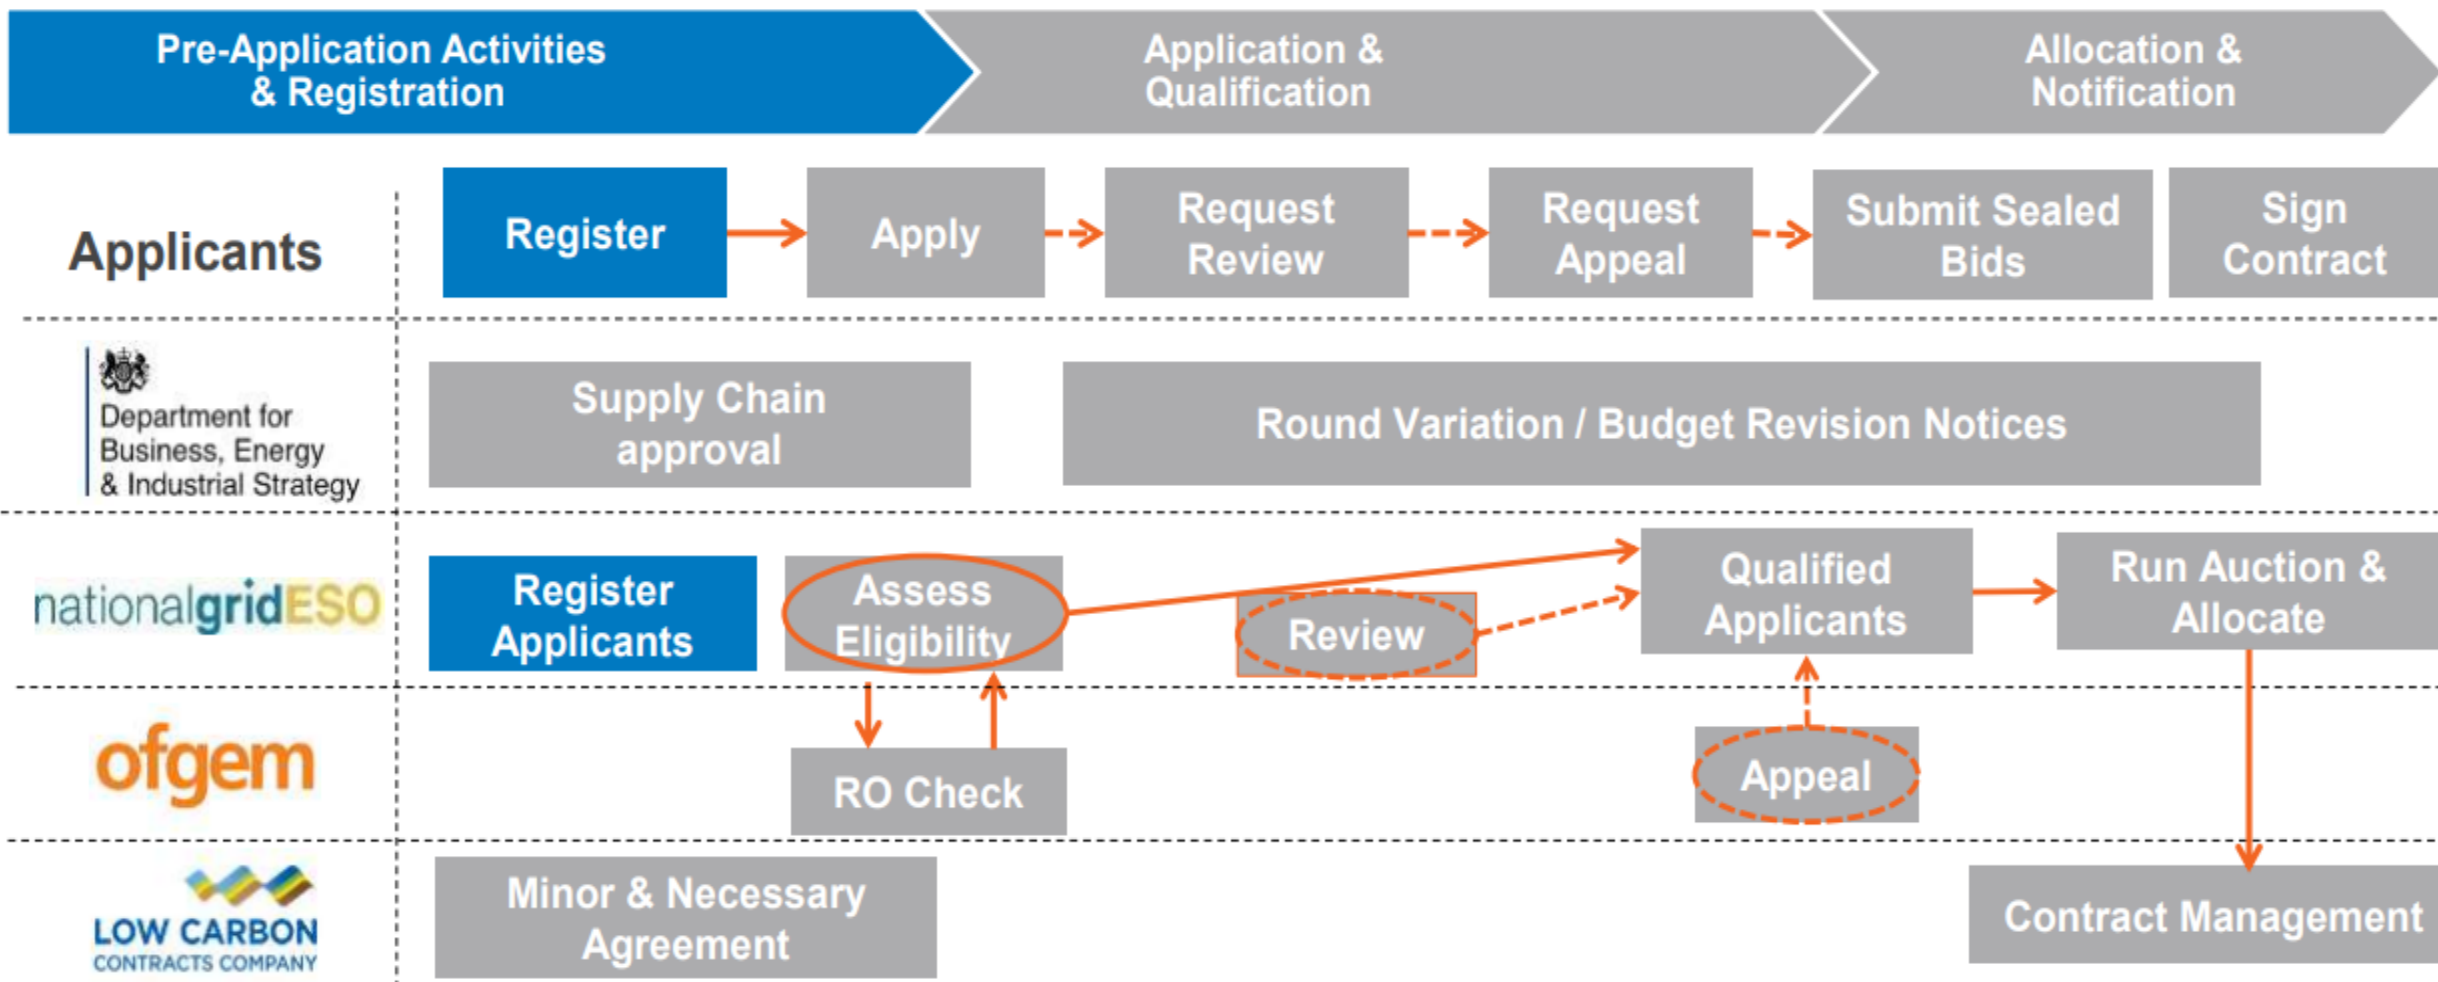 Pre-Application Activities
& Registration
Application &
Qualification
Allocation &
Notification
Applicants
Register
Apply
Request
Review
Request
Appeal
Submit Sealed
Bids
Sign
Contract
Department for
Business, Energy
& Industrial Strategy
Supply Chain
approval
Round Variation / Budget Revision Notices
nationalgridESO
Register
Applicants
Assess
Eligibility
Review
Qualified
Applicants
Run Auction &
Allocate
ofgem
RO Check
Appeal
LOW CARBON
CONTRACTS COMPANY
Minor & Necessary
Agreement
Contract Management